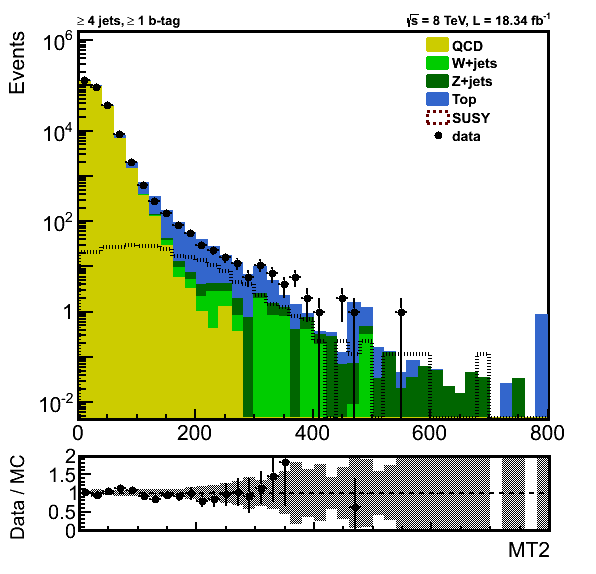 ≥ 4 jets, ≥ 1 b-tag
√s = 8 TeV, L = 18.34 fb⁻¹
Events
10⁶
10⁴
10²
1
10⁻²
QCD
W+jets
Z+jets
Top
SUSY
data
0 200 400 600 800
Data / MC
2
1.5
1
0.5
0
MT2